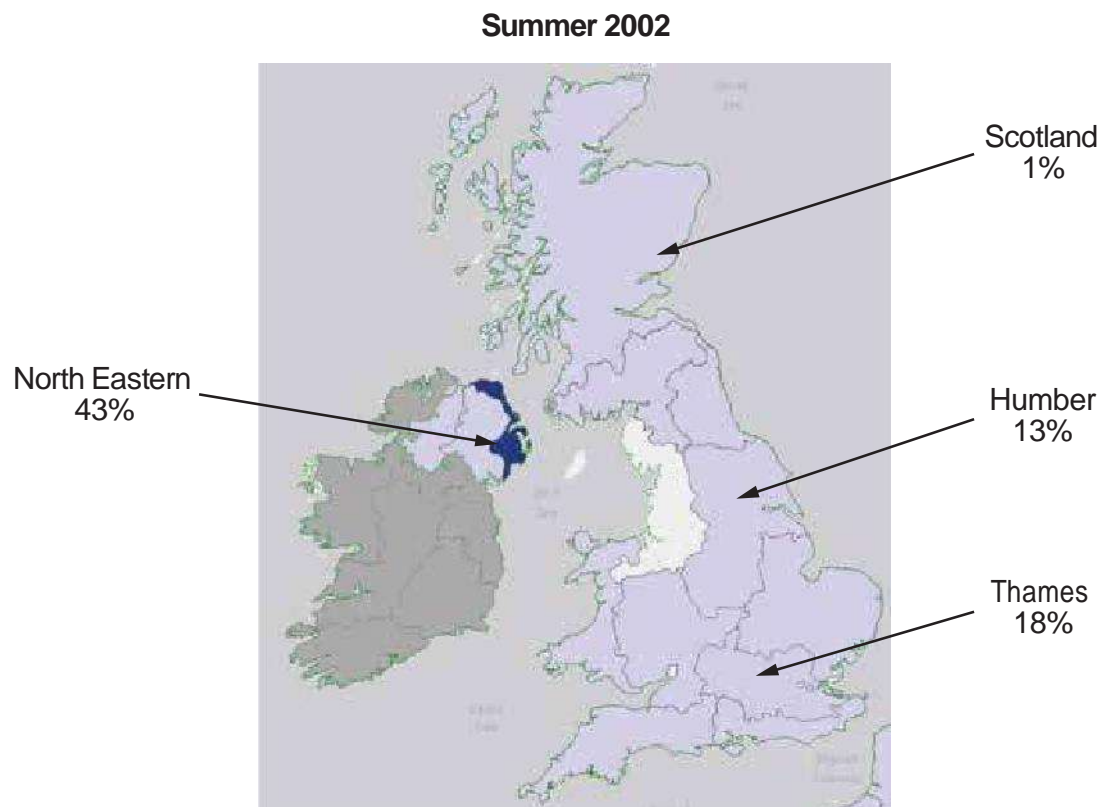 Summer 2002
Scotland
1%
North Eastern
43%
Humber
13%
Thames
18%